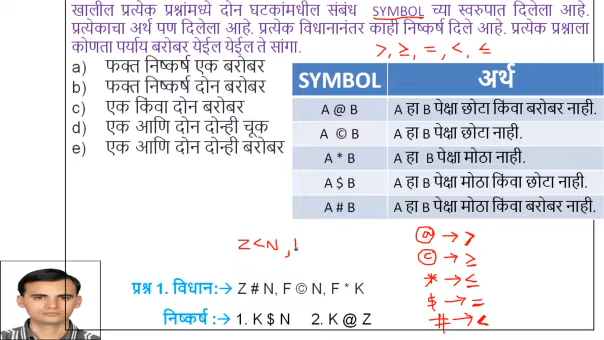 खालील प्रत्येक प्रश्नांमध्ये दोन घटकांमधील संबंध SYMBOL च्या स्वरुपात दिलेला आहे.
प्रत्येकाचा अर्थ पण दिलेला आहे. प्रत्येक विधानानंतर काही निष्कर्ष दिले आहे. प्रत्येक प्रश्नाला
कोणता पर्याय बरोबर येईल येईल ते सांगा.
>, ≥, =, <, ≤
a) फक्त निष्कर्ष एक बरोबर
b) फक्त निष्कर्ष दोन बरोबर
c) एक किंवा दोन बरोबर
d) एक आणि दोन दोन्ही चूक
e) एक आणि दोन दोन्ही बरोबर
SYMBOL अर्थ
A @ B A हा B पेक्षा छोटा किंवा बरोबर नाही.
A © B A हा B पेक्षा छोटा नाही.
A * B A हा B पेक्षा मोठा नाही.
A $ B A हा B पेक्षा मोठा किंवा छोटा नाही.
A # B A हा B पेक्षा मोठा किंवा बरोबर नाही.
@ → >
© → ≥
* → ≤
$ → =
# → <
Z < N ,
प्रश्न 1. विधान:→ Z # N, F © N, F * K
निष्कर्ष :→ 1. K $ N 2. K @ Z